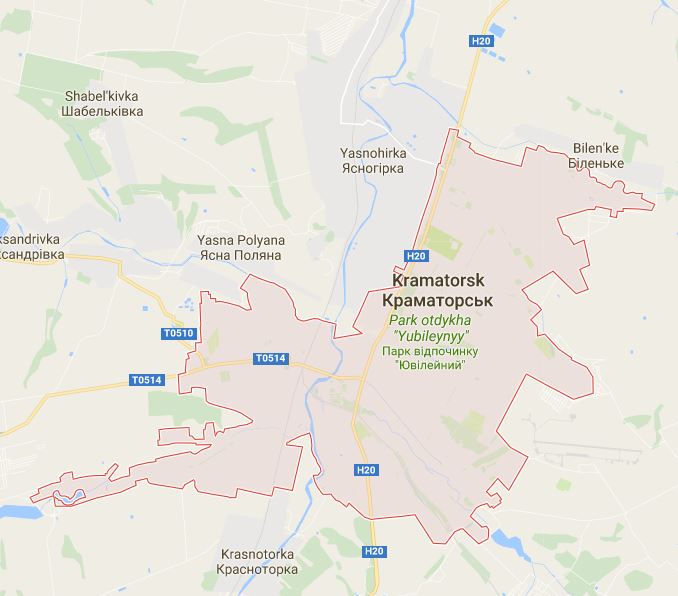 H20
Shabel'kivka
Шабельківка
Yasnohirka
Ясногірка
Bilen'ke
Біленьке
ksandrivka
ксандрівка
Yasna Polyana
Ясна Поляна
H20
Kramatorsk
Краматорськ
Park otdykha
"Yubileynyy"
Парк відпочинку
"Ювілейний"
T0510
T0514
T0514
H20
H20
Krasnotorka
Красноторка